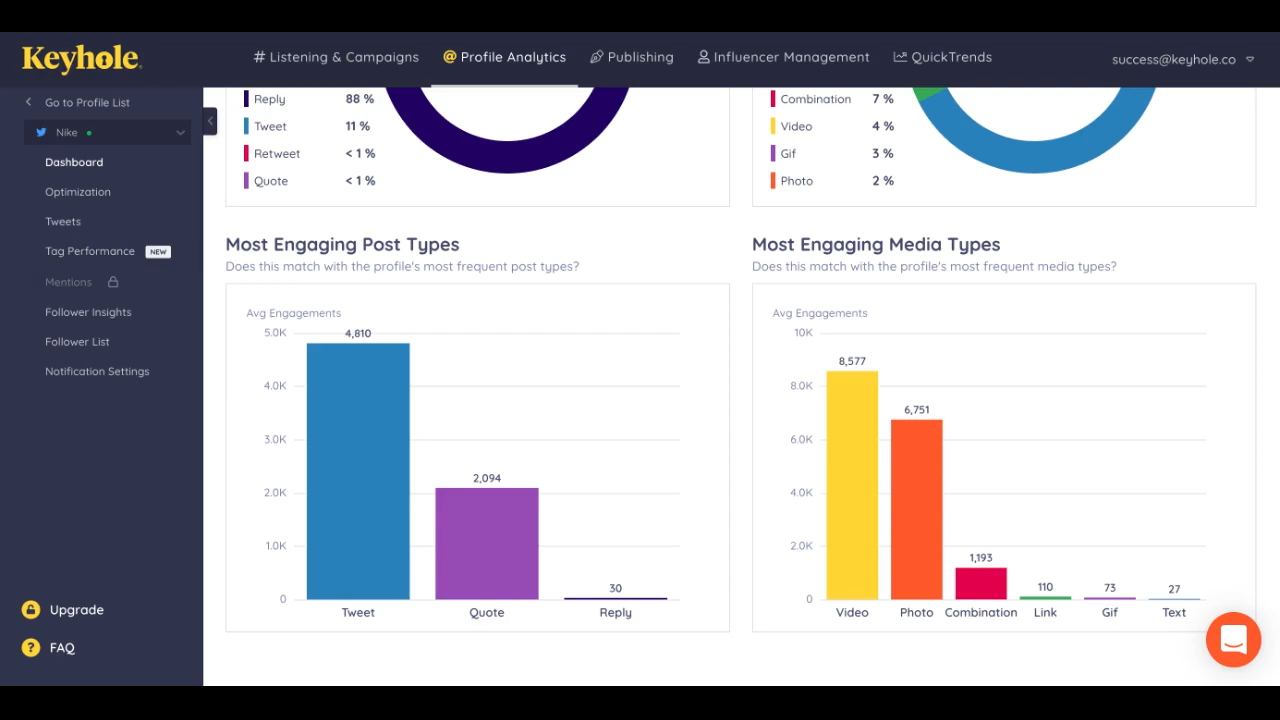 Keyhole
# Listening & Campaigns
@ Profile Analytics
Publishing
Influencer Management
QuickTrends
success@keyhole.co
Go to Profile List
Nike
Dashboard
Optimization
Tweets
Tag Performance NEW
Mentions
Follower Insights
Follower List
Notification Settings
Upgrade
? FAQ
Reply 88 %
Tweet 11 %
Retweet < 1 %
Quote < 1 %
Combination 7 %
Video 4 %
Gif 3 %
Photo 2 %
Most Engaging Post Types
Does this match with the profile's most frequent post types?
Avg Engagements
5.0K
4.0K
3.0K
2.0K
1.0K
0
4,810
2,094
30
Tweet Quote Reply
Most Engaging Media Types
Does this match with the profile's most frequent media types?
Avg Engagements
10K
8.0K
6.0K
4.0K
2.0K
0
8,577
6,751
1,193
110
73
27
Video Photo Combination Link Gif Text